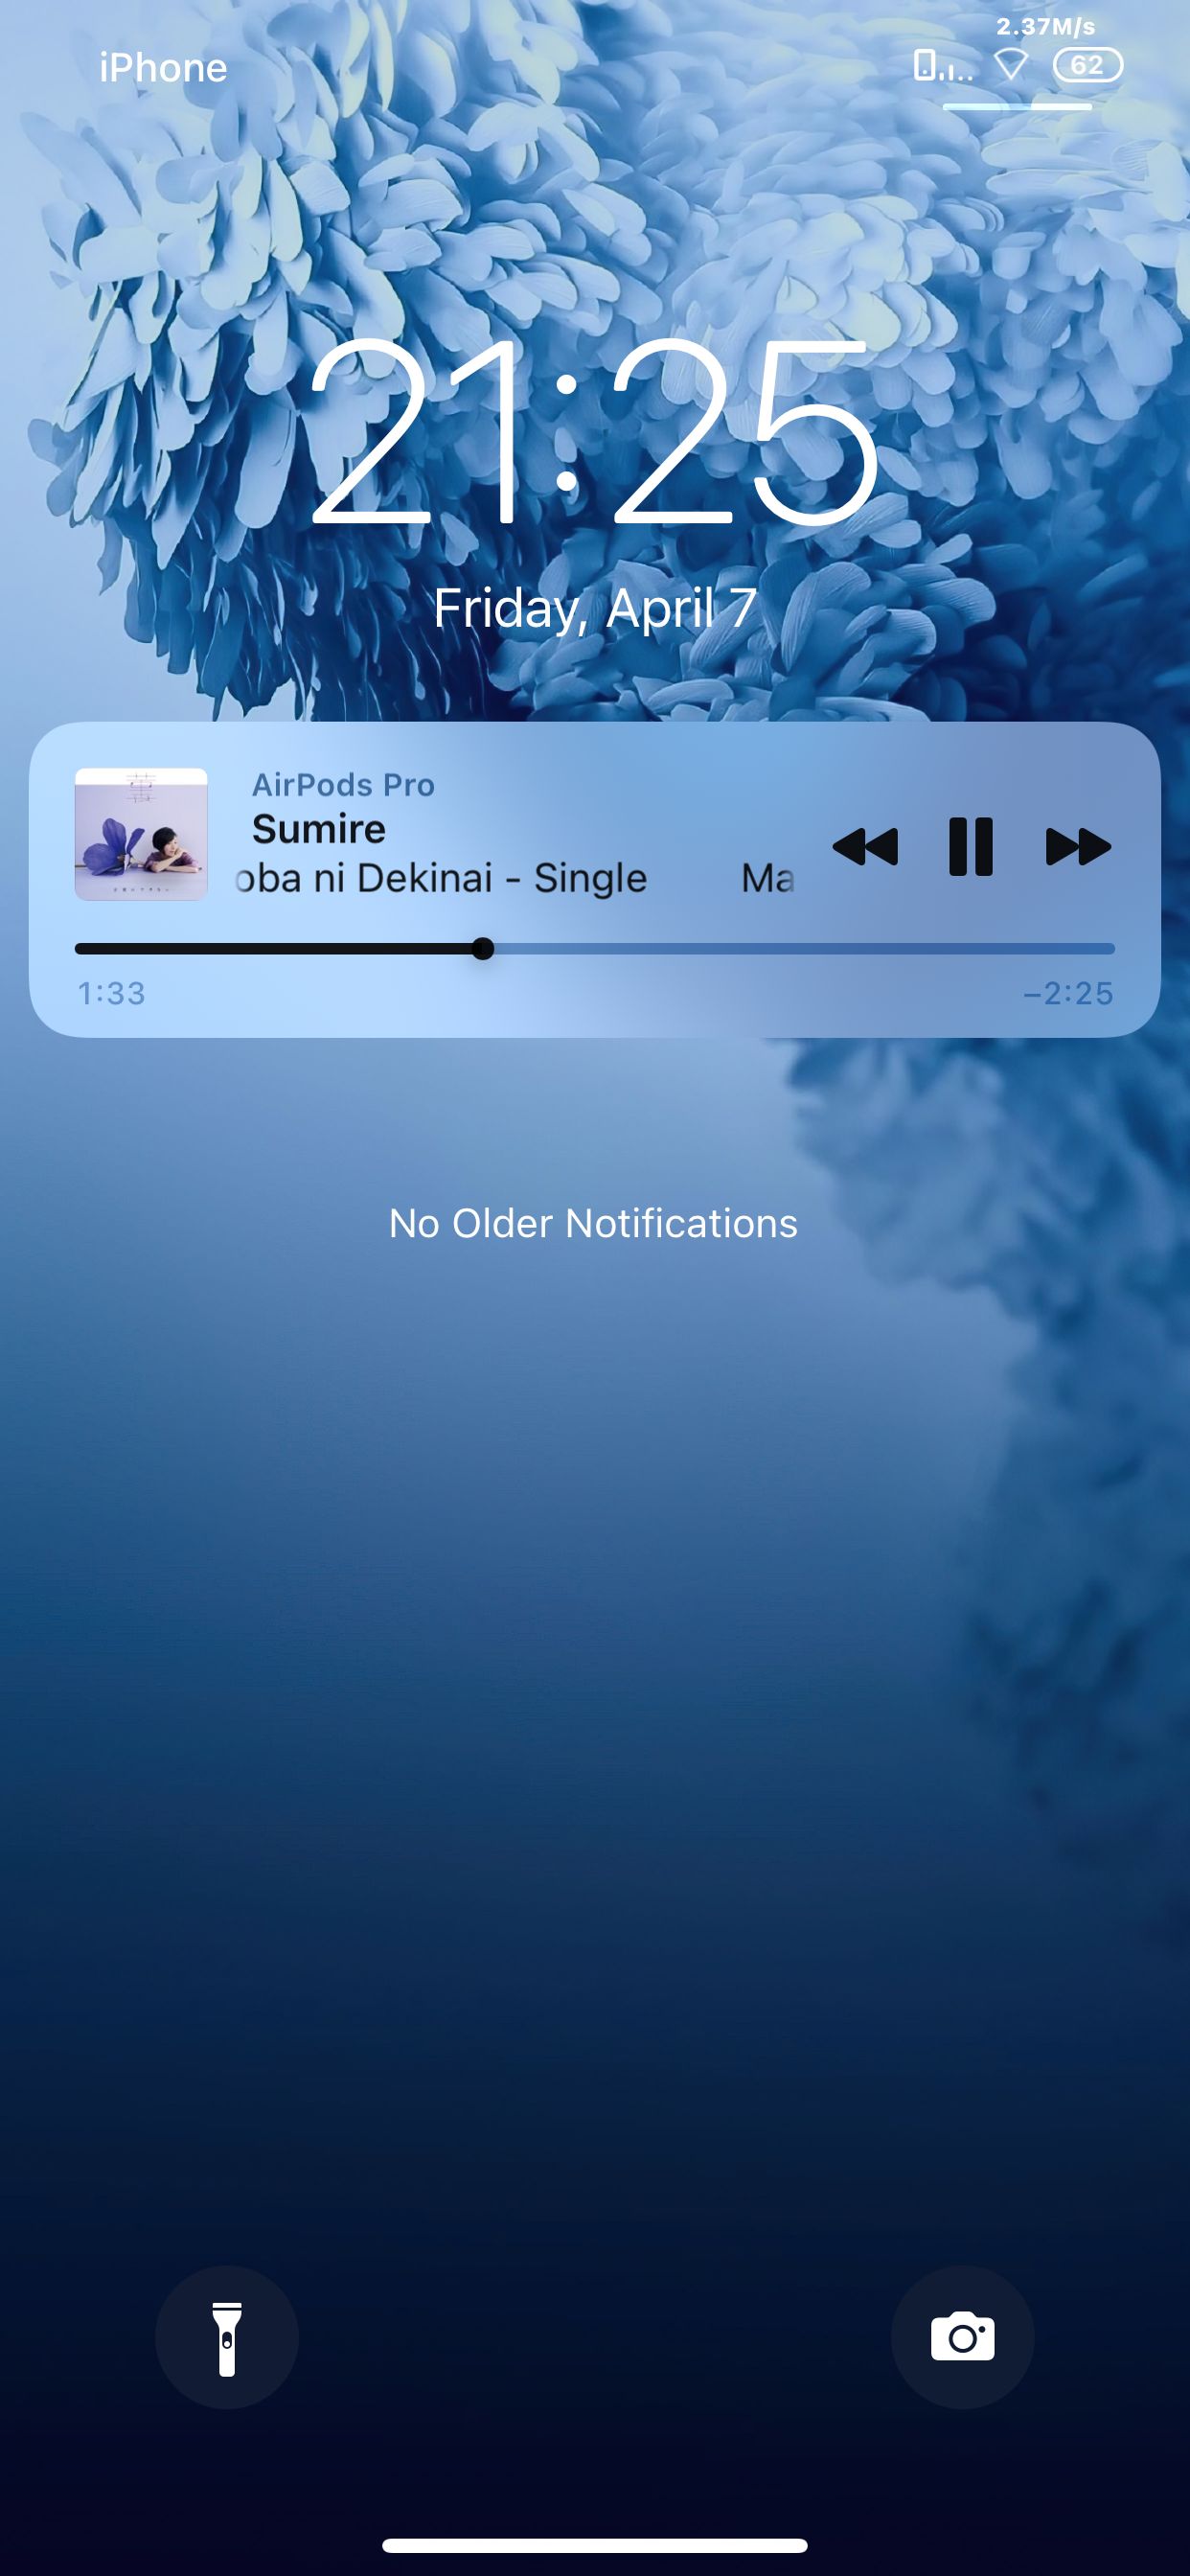 2.37M/s
iPhone
62
21:25
Friday, April 7
AirPods Pro
Sumire
oba ni Dekinai - Single Ma
1:33
–2:25
No Older Notifications